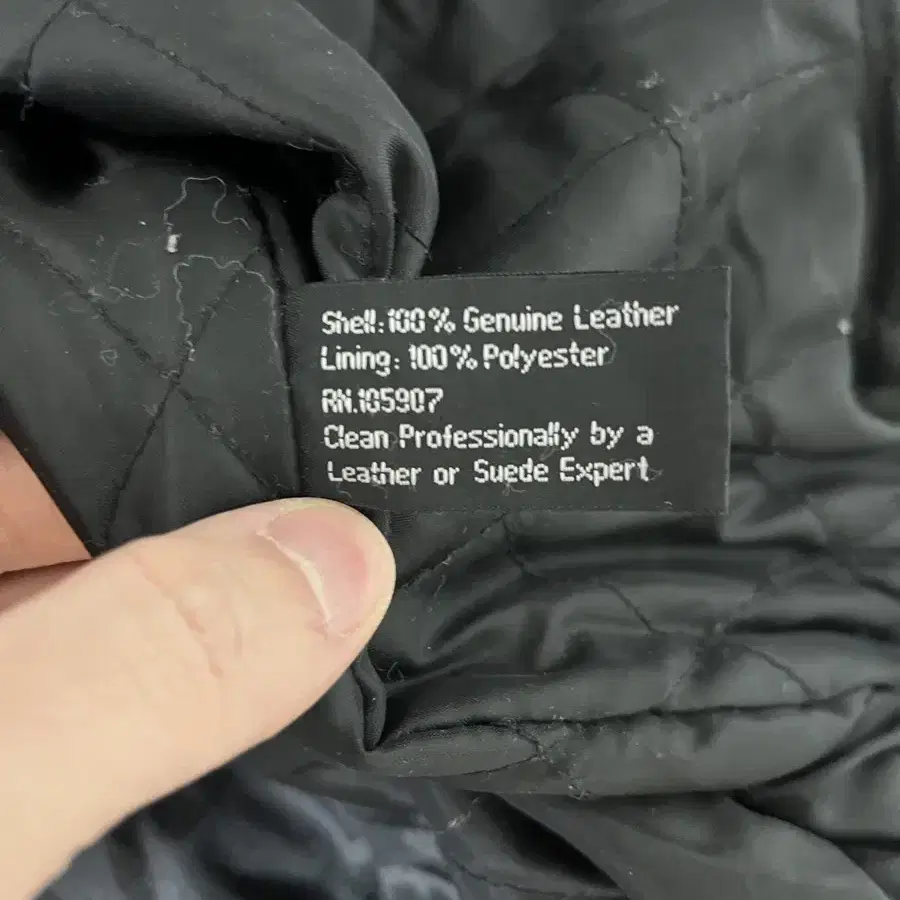 Shell:100% Genuine Leather
Lining: 100% Polyester
RN.105907
Clean Professionally by a
Leather or Suede Expert